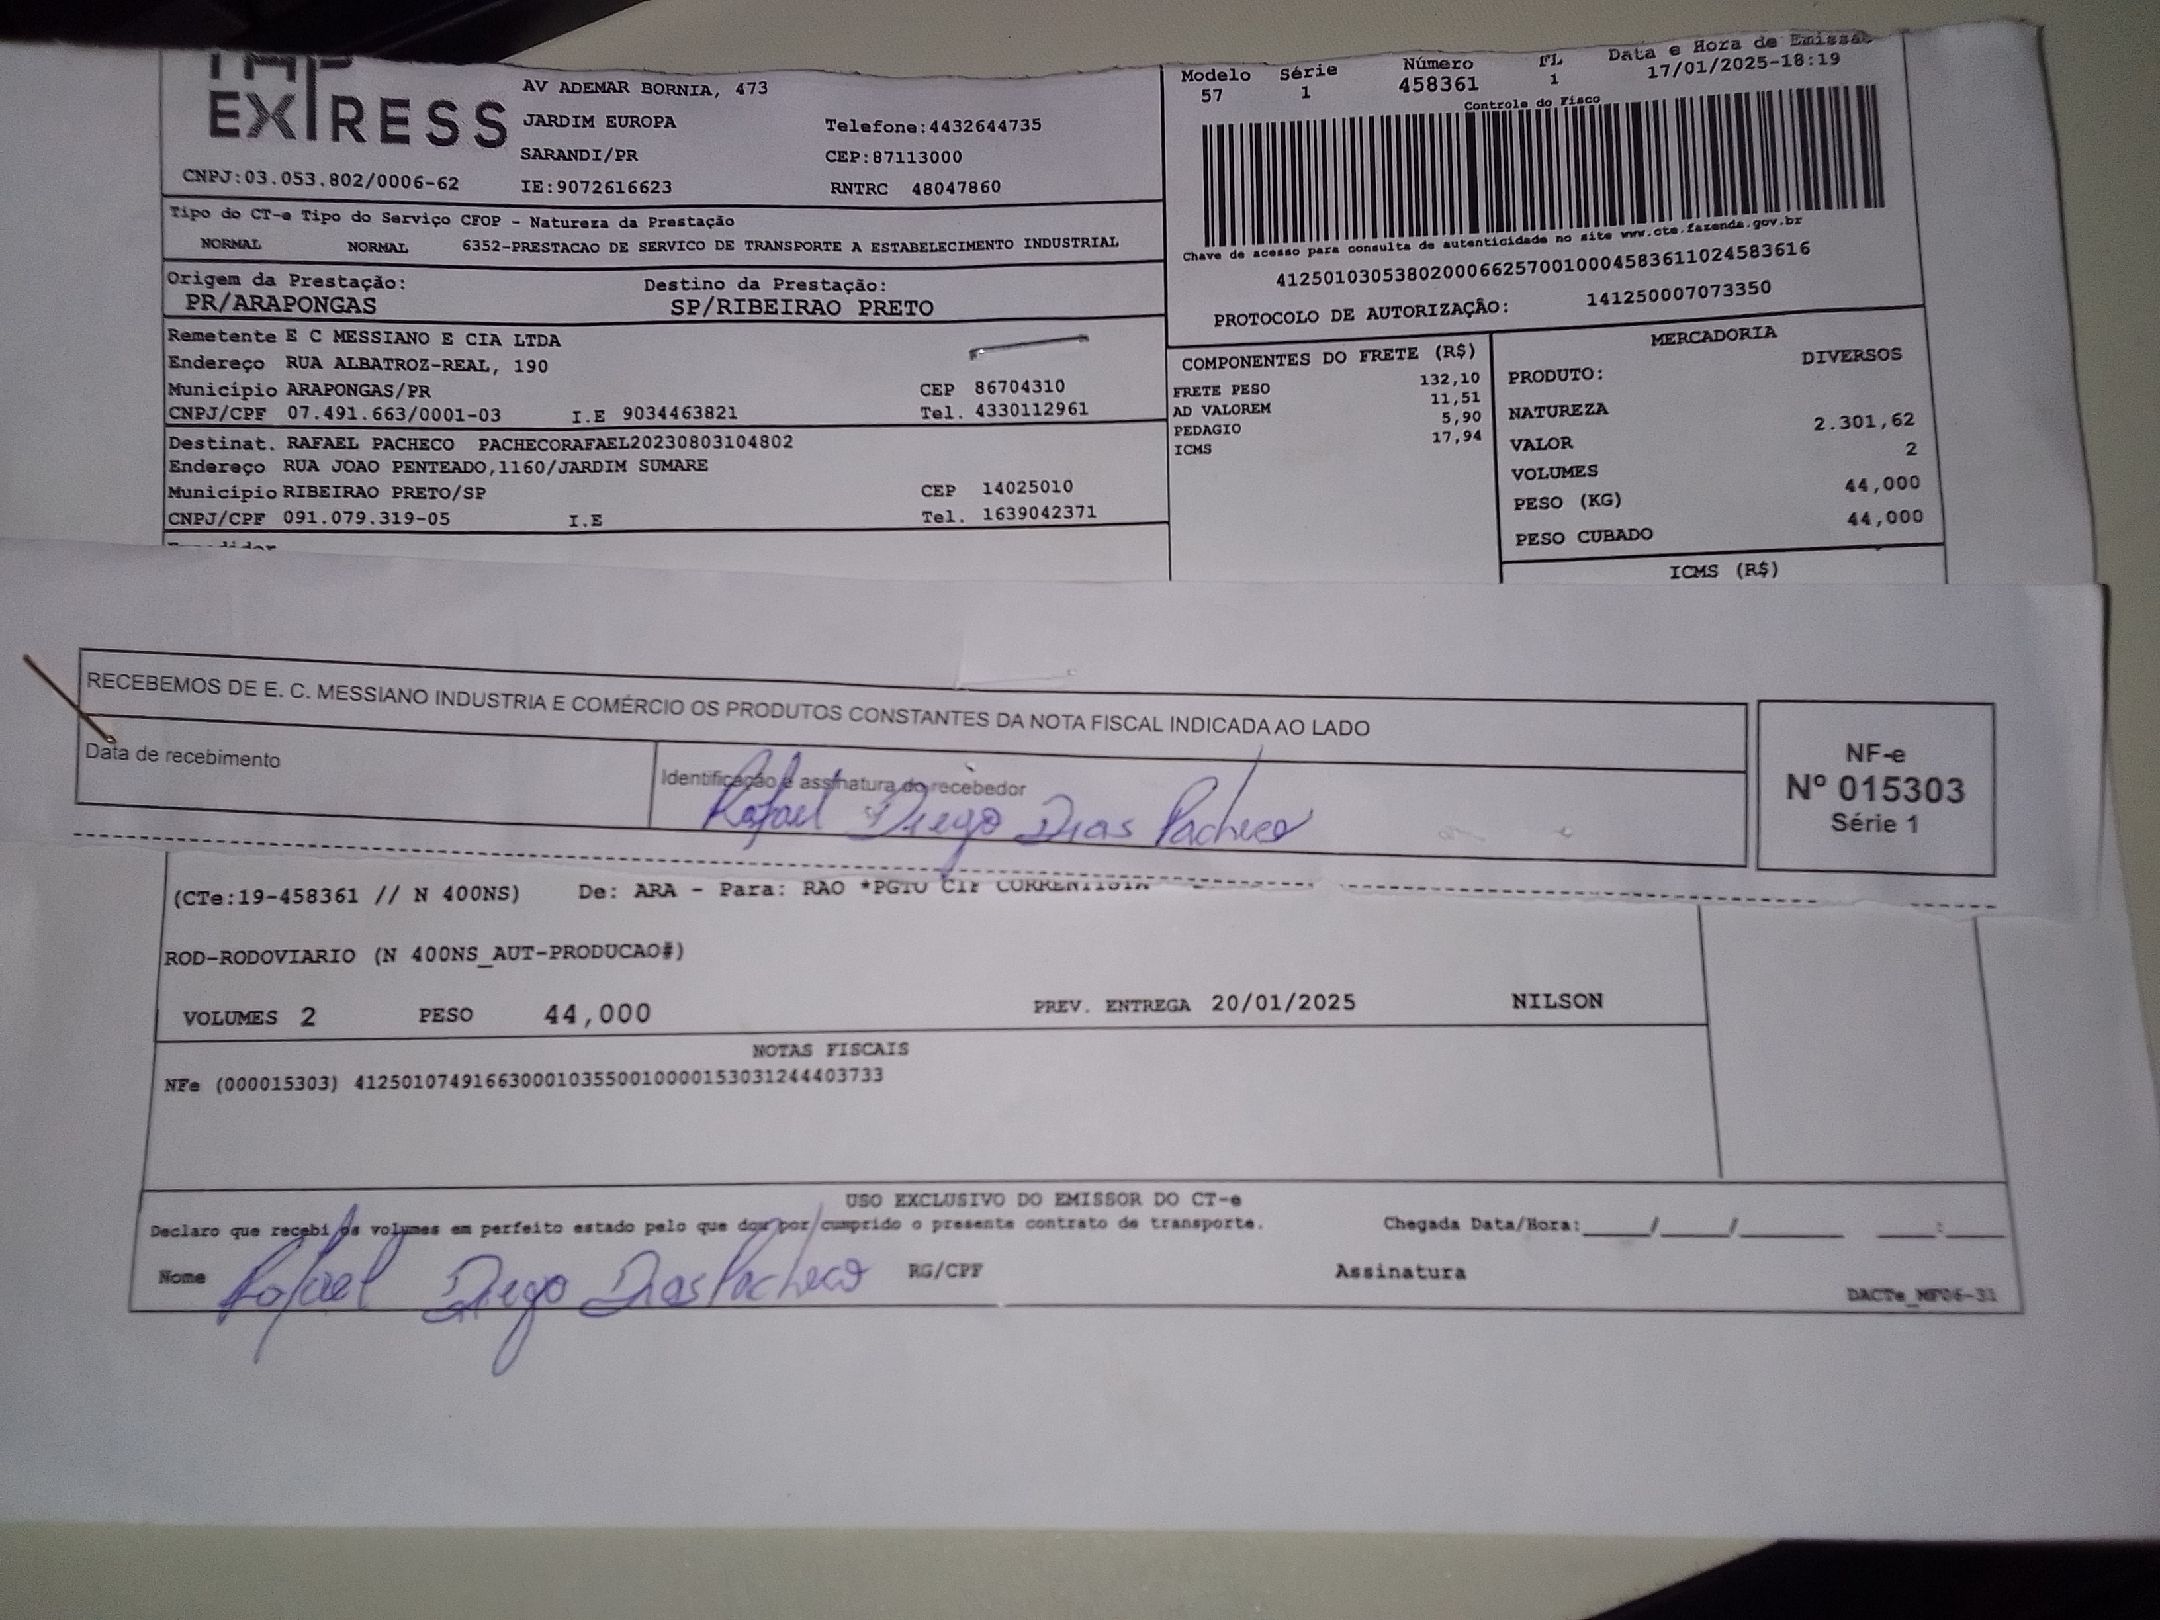 EXPRESS
AV ADEMAR BORNIA, 473
JARDIM EUROPA
Telefone:4432644735
SARANDI/PR
CEP:87113000
CNPJ:03.053.802/0006-62
IE:9072616623
RNTRC 48047860
Modelo Série Número FL Data e Hora de Emissão
57 1 458361 1 17/01/2025-18:19
Controle do Fisco
Chave de acesso para consulta de autenticidade no site www.cte.fazenda.gov.br
41250103053802000662570010004583611024583616
PROTOCOLO DE AUTORIZAÇÂO: 141250007073350
Tipo do CT-e Tipo do Serviço CFOP - Natureza da Prestação
NORMAL NORMAL 6352-PRESTACAO DE SERVICO DE TRANSPORTE A ESTABELECIMENTO INDUSTRIAL
Origem da Prestação: Destino da Prestação:
PR/ARAPONGAS SP/RIBEIRAO PRETO
Remetente E C MESSIANO E CIA LTDA
Endereço RUA ALBATROZ-REAL, 190
Município ARAPONGAS/PR CEP 86704310
CNPJ/CPF 07.491.663/0001-03 I.E 9034463821 Tel. 4330112961
Destinat. RAFAEL PACHECO PACHECORAFAEL20230803104802
Endereço RUA JOAO PENTEADO,1160/JARDIM SUMARE
Município RIBEIRAO PRETO/SP CEP 14025010
CNPJ/CPF 091.079.319-05 I.E Tel. 1639042371
COMPONENTES DO FRETE (R$)
FRETE PESO 132,10
AD VALOREM 11,51
PEDAGIO 5,90
ICMS 17,94
MERCADORIA
PRODUTO: DIVERSOS
NATUREZA
VALOR 2.301,62
VOLUMES 2
PESO (KG) 44,000
PESO CUBADO 44,000
ICMS (R$)
RECEBEMOS DE E. C. MESSIANO INDUSTRIA E COMÉRCIO OS PRODUTOS CONSTANTES DA NOTA FISCAL INDICADA AO LADO
Data de recebimento
Identificação e assinatura do recebedor
Rafael Diego Dias Pacheco
NF-e
Nº 015303
Série 1
(CTe:19-458361 // N 400NS) De: ARA - Para: RAO *PGTO CIF CORRENTISTA
ROD-RODOVIARIO (N 400NS_AUT-PRODUCAO#)
VOLUMES 2 PESO 44,000 PREV. ENTREGA 20/01/2025 NILSON
NOTAS FISCAIS
NFe (000015303) 41250107491663000103550010000153031244403733
USO EXCLUSIVO DO EMISSOR DO CT-e
Declaro que recebi os volumes em perfeito estado pelo que dou por cumprido o presente contrato de transporte. Chegada Data/Hora:____/____/______ ____:____
Nome Rafael Diego Dias Pacheco RG/CPF Assinatura
DACTe_MF06-31